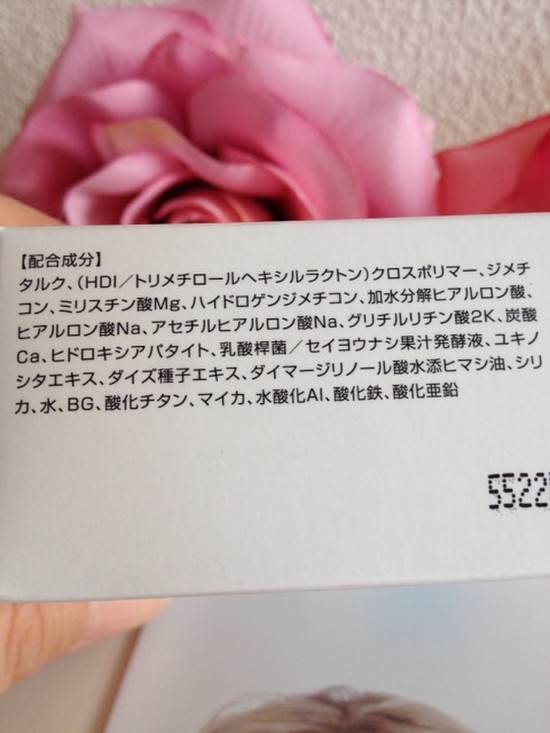 【配合成分】
タルク、(HDI/トリメチロールヘキシルラクトン)クロスポリマー、ジメチ
コン、ミリスチン酸Mg、ハイドロゲンジメチコン、加水分解ヒアルロン酸、
ヒアルロン酸Na、アセチルヒアルロン酸Na、グリチルリチン酸2K、炭酸
Ca、ヒドロキシアパタイト、乳酸桿菌/セイヨウナシ果汁発酵液、ユキノ
シタエキス、ダイズ種子エキス、ダイマージリノール酸水添ヒマシ油、シリ
カ、水、BG、酸化チタン、マイカ、水酸化Al、酸化鉄、酸化亜鉛
5522